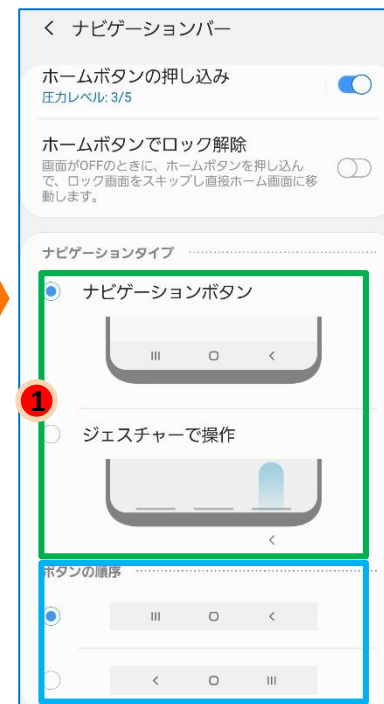 < ナビゲーションバー
ホームボタンの押し込み
圧力レベル: 3/5
ホームボタンでロック解除
画面がOFFのときに、ホームボタンを押し込ん
で、ロック画面をスキップし直接ホーム画面に移
動します。
ナビゲーションタイプ
ナビゲーションボタン
1
ジェスチャーで操作
ボタンの順序